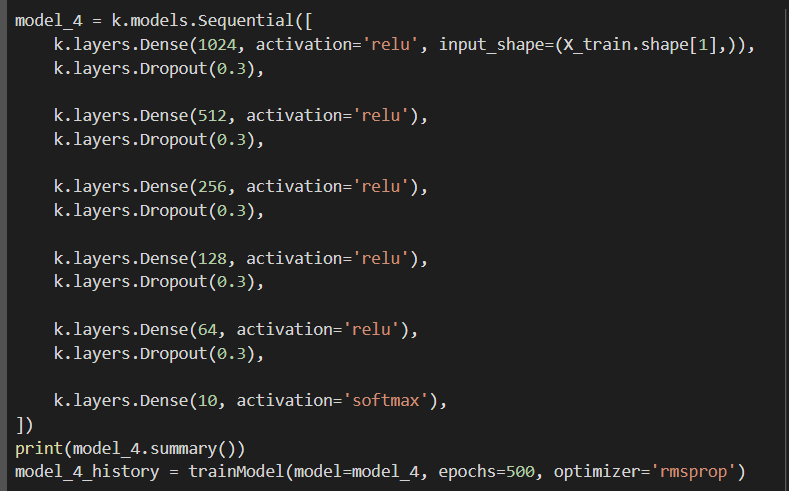 model_4 = k.models.Sequential([
    k.layers.Dense(1024, activation='relu', input_shape=(X_train.shape[1],)),
    k.layers.Dropout(0.3),

    k.layers.Dense(512, activation='relu'),
    k.layers.Dropout(0.3),

    k.layers.Dense(256, activation='relu'),
    k.layers.Dropout(0.3),

    k.layers.Dense(128, activation='relu'),
    k.layers.Dropout(0.3),

    k.layers.Dense(64, activation='relu'),
    k.layers.Dropout(0.3),

    k.layers.Dense(10, activation='softmax'),
])
print(model_4.summary())
model_4_history = trainModel(model=model_4, epochs=500, optimizer='rmsprop')